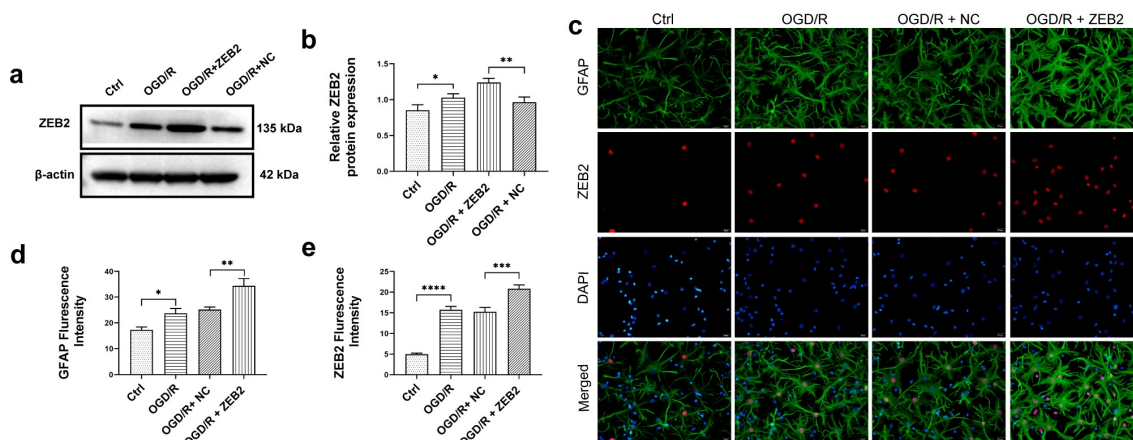 a
Ctrl
OGD/R
OGD/R+ZEB2
OGD/R+NC
ZEB2
135 kDa
β-actin
42 kDa
b
Relative ZEB2
protein expression
1.5
1.0
0.5
0.0
*
**
Ctrl
OGD/R
OGD/R + ZEB2
OGD/R + NC
c
Ctrl
OGD/R
OGD/R + NC
OGD/R + ZEB2
GFAP
ZEB2
DAPI
Merged
d
GFAP Flurescence
Intensity
40
30
20
10
0
*
**
Ctrl
OGD/R
OGD/R+ NC
OGD/R + ZEB2
e
ZEB2 Flurescence
Intensity
25
20
15
10
5
0
****
***
Ctrl
OGD/R
OGD/R + NC
OGD/R + ZEB2